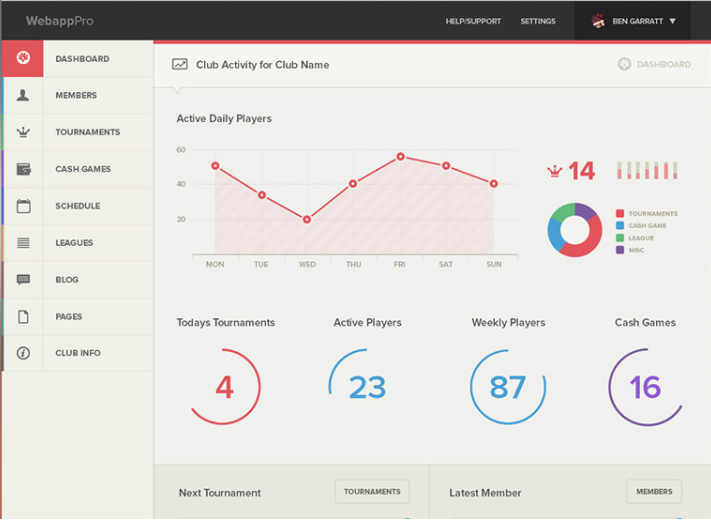 WebappPro
HELP/SUPPORT
SETTINGS
BEN GARRATT
DASHBOARD
MEMBERS
TOURNAMENTS
CASH GAMES
SCHEDULE
LEAGUES
BLOG
PAGES
CLUB INFO
Club Activity for Club Name
DASHBOARD
Active Daily Players
60
40
20
MON TUE WED THU FRI SAT SUN
14
TOURNAMENTS
CASH GAME
LEAGUE
MISC
Todays Tournaments
4
Active Players
23
Weekly Players
87
Cash Games
16
Next Tournament
TOURNAMENTS
Latest Member
MEMBERS